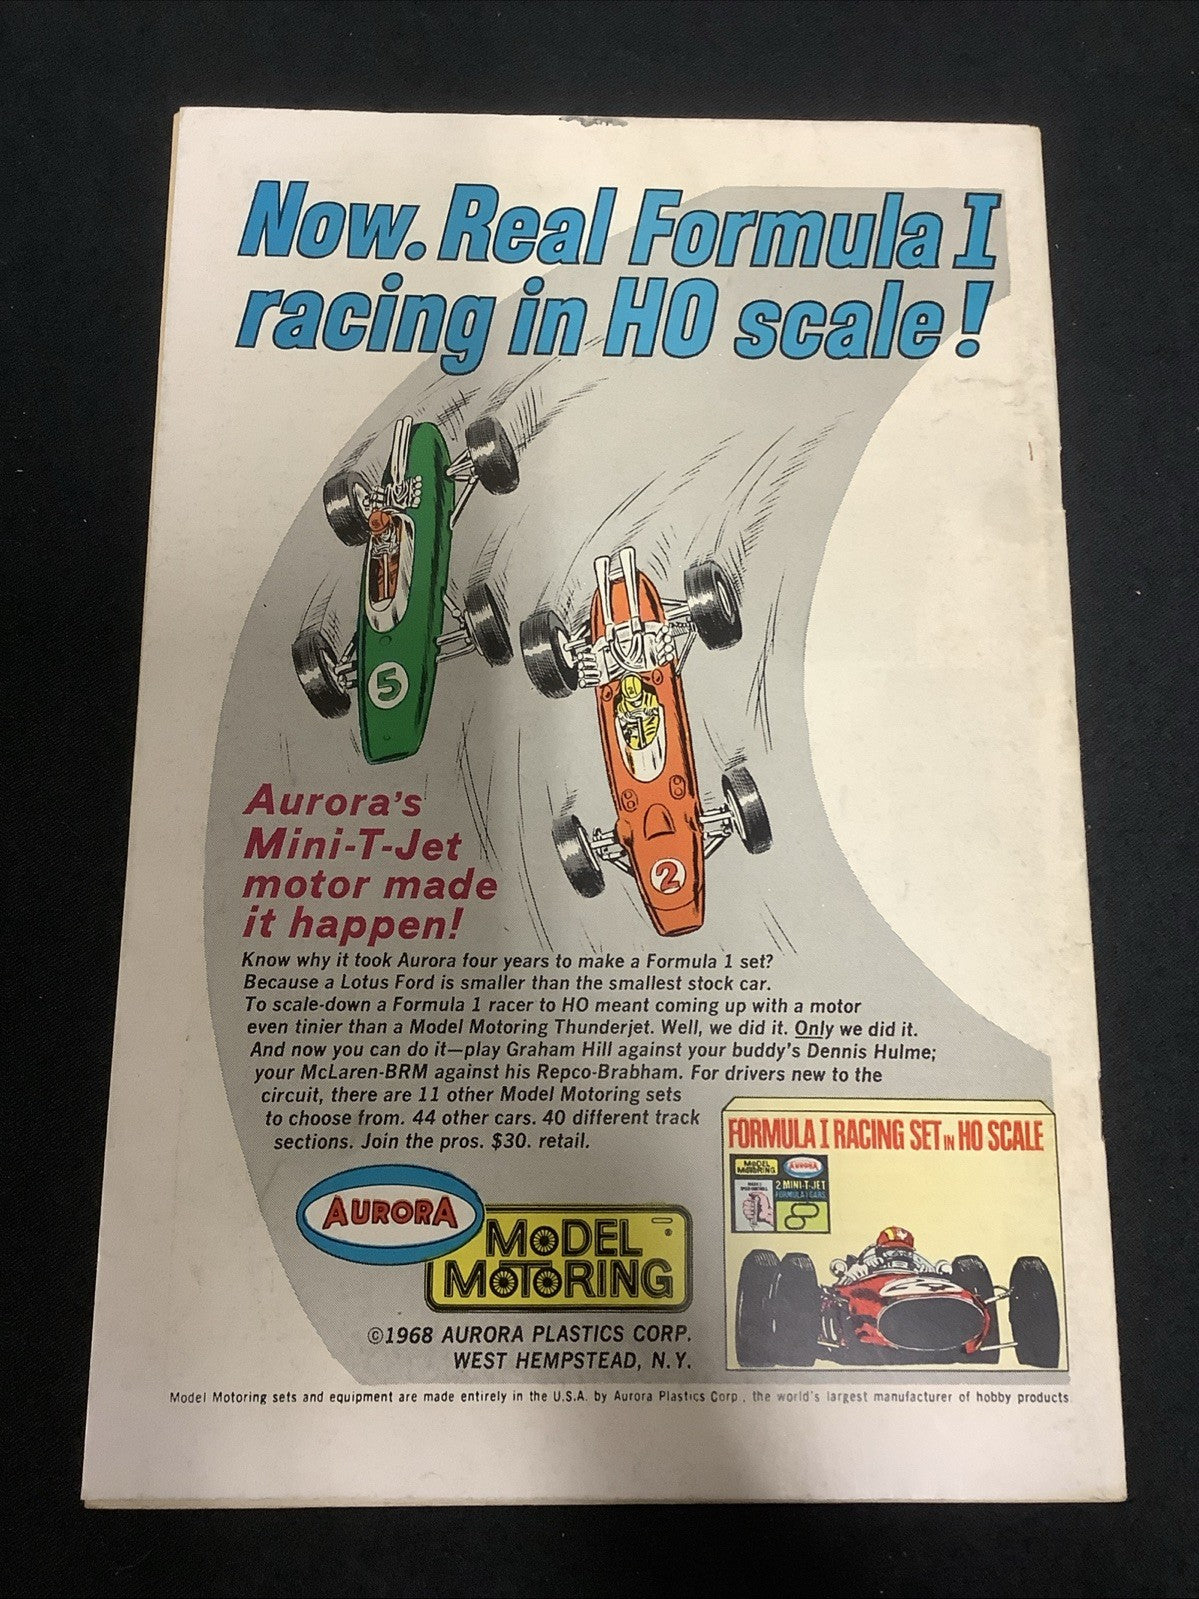 Now. Real Formula I
racing in HO scale!
5
2
Aurora's
Mini-T-Jet
motor made
it happen!
Know why it took Aurora four years to make a Formula 1 set?
Because a Lotus Ford is smaller than the smallest stock car.
To scale-down a Formula 1 racer to HO meant coming up with a motor
even tinier than a Model Motoring Thunderjet. Well, we did it. Only we did it.
And now you can do it—play Graham Hill against your buddy's Dennis Hulme;
your McLaren-BRM against his Repco-Brabham. For drivers new to the
circuit, there are 11 other Model Motoring sets
to choose from. 44 other cars. 40 different track
sections. Join the pros. $30. retail.
FORMULA I RACING SET IN HO SCALE
MODEL
MOTORING
AURORA
2 MINI-T-JET
FORMULA I CARS
24
AURORA
MODEL
MOTORING
®
©1968 AURORA PLASTICS CORP.
WEST HEMPSTEAD, N.Y.
Model Motoring sets and equipment are made entirely in the U.S.A. by Aurora Plastics Corp., the world's largest manufacturer of hobby products.